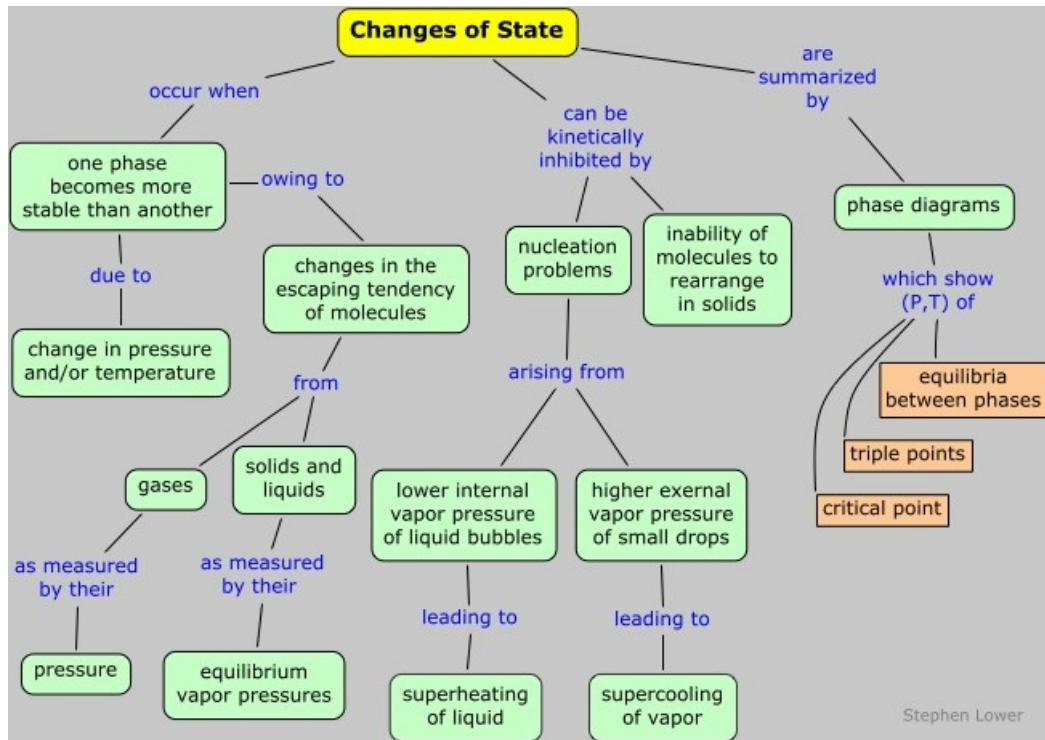 Changes of State
occur when
one phase
becomes more
stable than another
due to
change in pressure
and/or temperature
owing to
changes in the
escaping tendency
of molecules
from
gases
as measured
by their
pressure
solids and
liquids
as measured
by their
equilibrium
vapor pressures
can be
kinetically
inhibited by
nucleation
problems
arising from
lower internal
vapor pressure
of liquid bubbles
leading to
superheating
of liquid
higher exernal
vapor pressure
of small drops
leading to
supercooling
of vapor
inability of
molecules to
rearrange
in solids
are
summarized
by
phase diagrams
which show
(P,T) of
equilibria
between phases
triple points
critical point
Stephen Lower